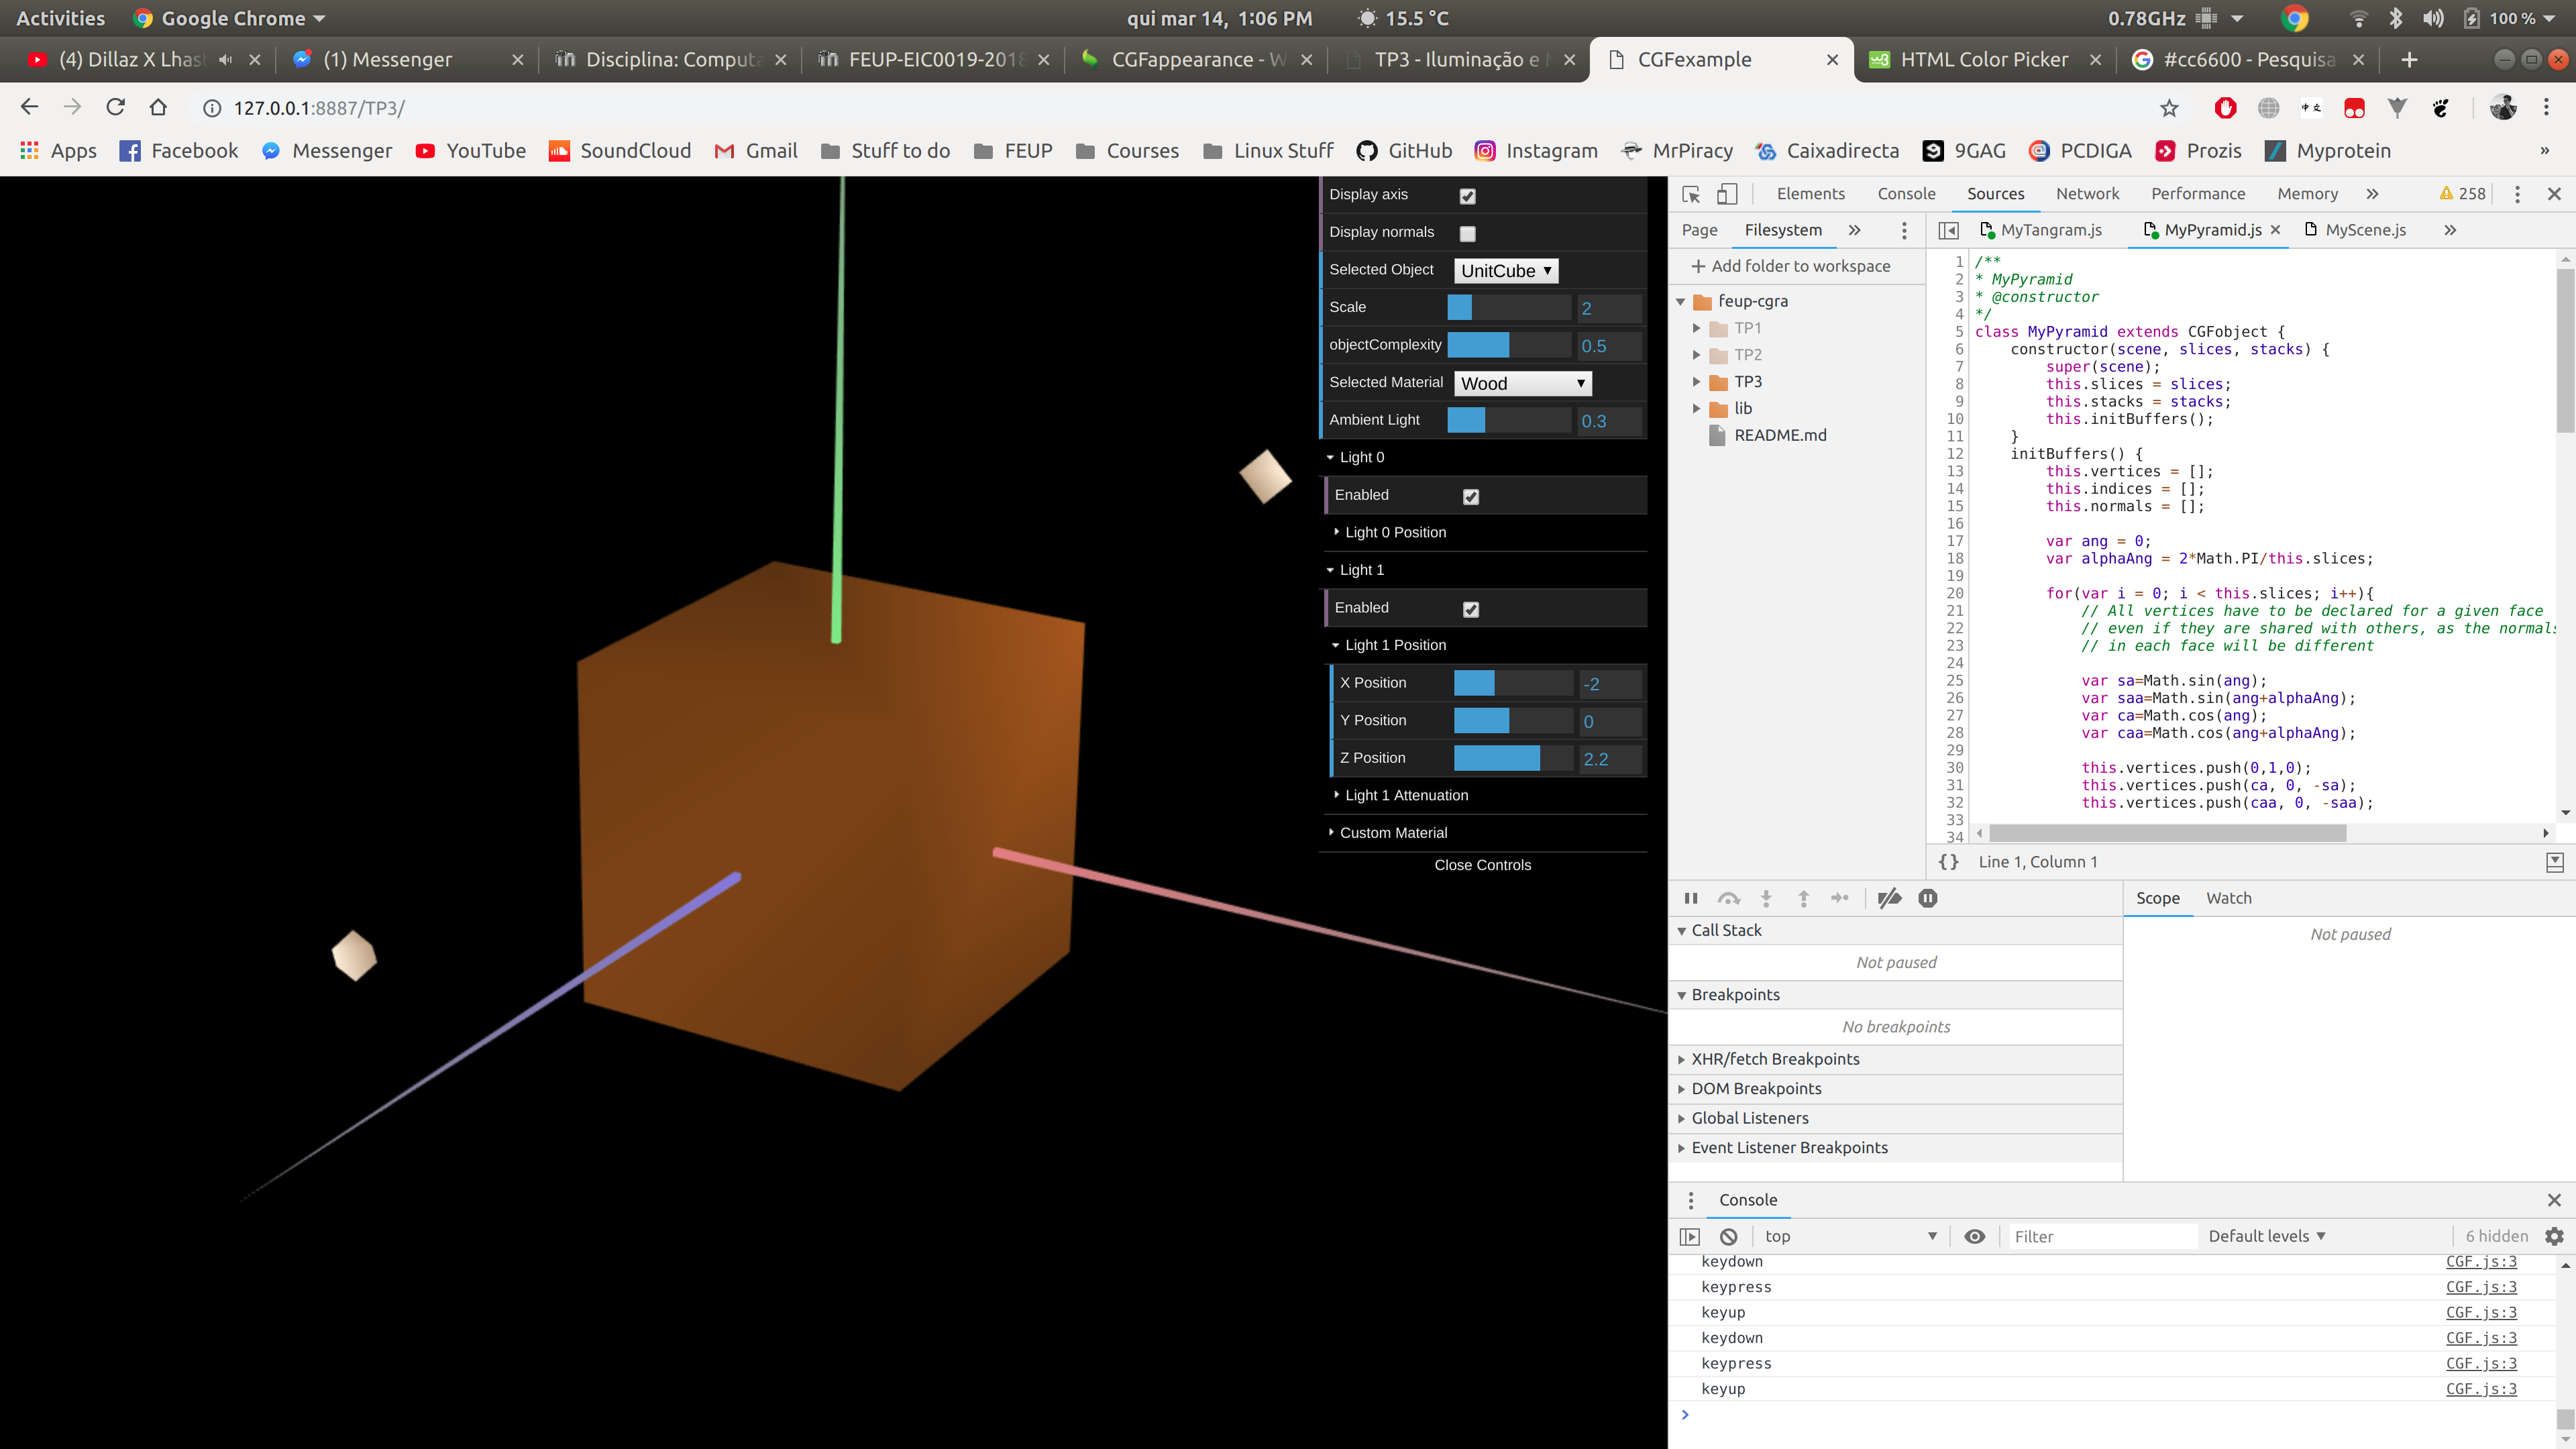 Activities Google Chrome qui mar 14, 1:06 PM 15.5 °C 0.78GHz 100 %
(4) Dillaz X Lhast (1) Messenger Disciplina: Computa FEUP-EIC0019-2018 CGFappearance - W TP3 - Iluminação e M CGFexample HTML Color Picker #cc6600 - Pesquisa
127.0.0.1:8887/TP3/
Apps Facebook Messenger YouTube SoundCloud Gmail Stuff to do FEUP Courses Linux Stuff GitHub Instagram MrPiracy Caixadirecta 9GAG PCDIGA Prozis Myprotein »
Display axis
Display normals
Selected Object UnitCube
Scale 2
objectComplexity 0.5
Selected Material Wood
Ambient Light 0.3
Light 0
Enabled
Light 0 Position
Light 1
Enabled
Light 1 Position
X Position -2
Y Position 0
Z Position 2.2
Light 1 Attenuation
Custom Material
Close Controls
Elements Console Sources Network Performance Memory » 258
Page Filesystem »
+ Add folder to workspace
feup-cgra
TP1
TP2
TP3
lib
README.md
MyTangram.js MyPyramid.js MyScene.js »
1 /**
2 * MyPyramid
3 * @constructor
4 */
5 class MyPyramid extends CGFobject {
6 constructor(scene, slices, stacks) {
7 super(scene);
8 this.slices = slices;
9 this.stacks = stacks;
10 this.initBuffers();
11 }
12 initBuffers() {
13 this.vertices = [];
14 this.indices = [];
15 this.normals = [];
16
17 var ang = 0;
18 var alphaAng = 2*Math.PI/this.slices;
19
20 for(var i = 0; i < this.slices; i++){
21 // All vertices have to be declared for a given face
22 // even if they are shared with others, as the normals
23 // in each face will be different
24
25 var sa=Math.sin(ang);
26 var saa=Math.sin(ang+alphaAng);
27 var ca=Math.cos(ang);
28 var caa=Math.cos(ang+alphaAng);
29
30 this.vertices.push(0,1,0);
31 this.vertices.push(ca, 0, -sa);
32 this.vertices.push(caa, 0, -saa);
33
34
{} Line 1, Column 1
Call Stack
Not paused
Breakpoints
No breakpoints
XHR/fetch Breakpoints
DOM Breakpoints
Global Listeners
Event Listener Breakpoints
Scope Watch
Not paused
Console
top Filter Default levels 6 hidden
keydown CGF.js:3
keypress CGF.js:3
keyup CGF.js:3
keydown CGF.js:3
keypress CGF.js:3
keyup CGF.js:3